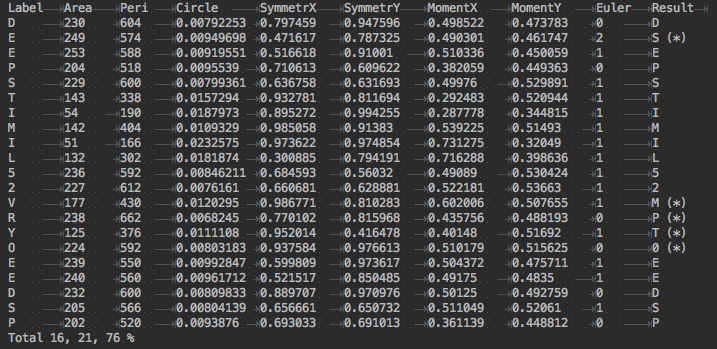 Label Area Peri Circle SymmetrX SymmetrY MomentX MomentY Euler Result
D 230 604 0.00792253 0.797459 0.947596 0.498522 0.473783 0 D
E 249 574 0.00949698 0.471617 0.787325 0.490301 0.461747 2 S (*)
E 253 588 0.00919551 0.516618 0.91001 0.510336 0.450059 1 E
P 204 518 0.0095539 0.710613 0.609622 0.382059 0.449363 0 P
S 229 600 0.00799361 0.636758 0.631693 0.49976 0.529891 1 S
T 143 338 0.0157294 0.932781 0.811694 0.292483 0.520944 1 T
I 54 190 0.0187973 0.895272 0.994255 0.287778 0.344815 1 I
M 142 404 0.0109329 0.985058 0.91383 0.539225 0.51493 1 M
I 51 166 0.0232575 0.973622 0.974854 0.731275 0.32049 1 I
L 132 302 0.0181874 0.300885 0.794191 0.716288 0.398636 1 L
5 236 592 0.00846211 0.684593 0.56032 0.49089 0.530424 1 5
2 227 612 0.0076161 0.660681 0.628881 0.522181 0.53663 1 2
V 177 430 0.0120295 0.986771 0.810283 0.602006 0.507655 1 M (*)
R 238 662 0.0068245 0.770102 0.815968 0.435756 0.488193 0 P (*)
Y 125 376 0.0111108 0.952014 0.416478 0.40148 0.51692 1 T (*)
O 224 592 0.00803183 0.937584 0.976613 0.510179 0.515625 0 0 (*)
E 239 550 0.00992847 0.599809 0.973617 0.504372 0.475711 1 E
E 240 560 0.00961712 0.521517 0.850485 0.49175 0.4835 1 E
D 232 600 0.00809833 0.889707 0.970976 0.50125 0.492759 0 D
S 205 566 0.00804139 0.656661 0.650732 0.511049 0.52061 1 S
P 202 520 0.0093876 0.693033 0.691013 0.361139 0.448812 0 P
Total 16, 21, 76 %